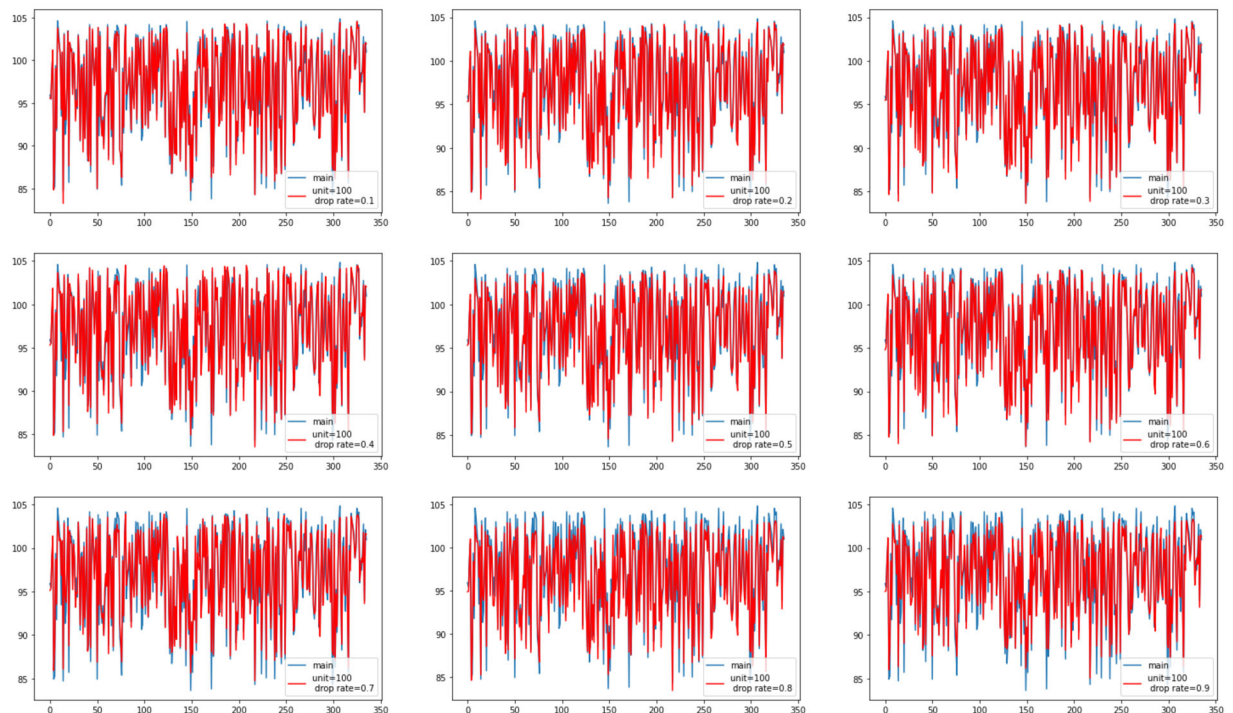 105
100
95
90
85
main
unit=100
drop rate=0.1
0 50 100 150 200 250 300 350
105
100
95
90
85
main
unit=100
drop rate=0.2
0 50 100 150 200 250 300 350
105
100
95
90
85
main
unit=100
drop rate=0.3
0 50 100 150 200 250 300 350
105
100
95
90
85
main
unit=100
drop rate=0.4
0 50 100 150 200 250 300 350
105
100
95
90
85
main
unit=100
drop rate=0.5
0 50 100 150 200 250 300 350
105
100
95
90
85
main
unit=100
drop rate=0.6
0 50 100 150 200 250 300 350
105
100
95
90
85
main
unit=100
drop rate=0.7
0 50 100 150 200 250 300 350
105
100
95
90
85
main
unit=100
drop rate=0.8
0 50 100 150 200 250 300 350
105
100
95
90
85
main
unit=100
drop rate=0.9
0 50 100 150 200 250 300 350